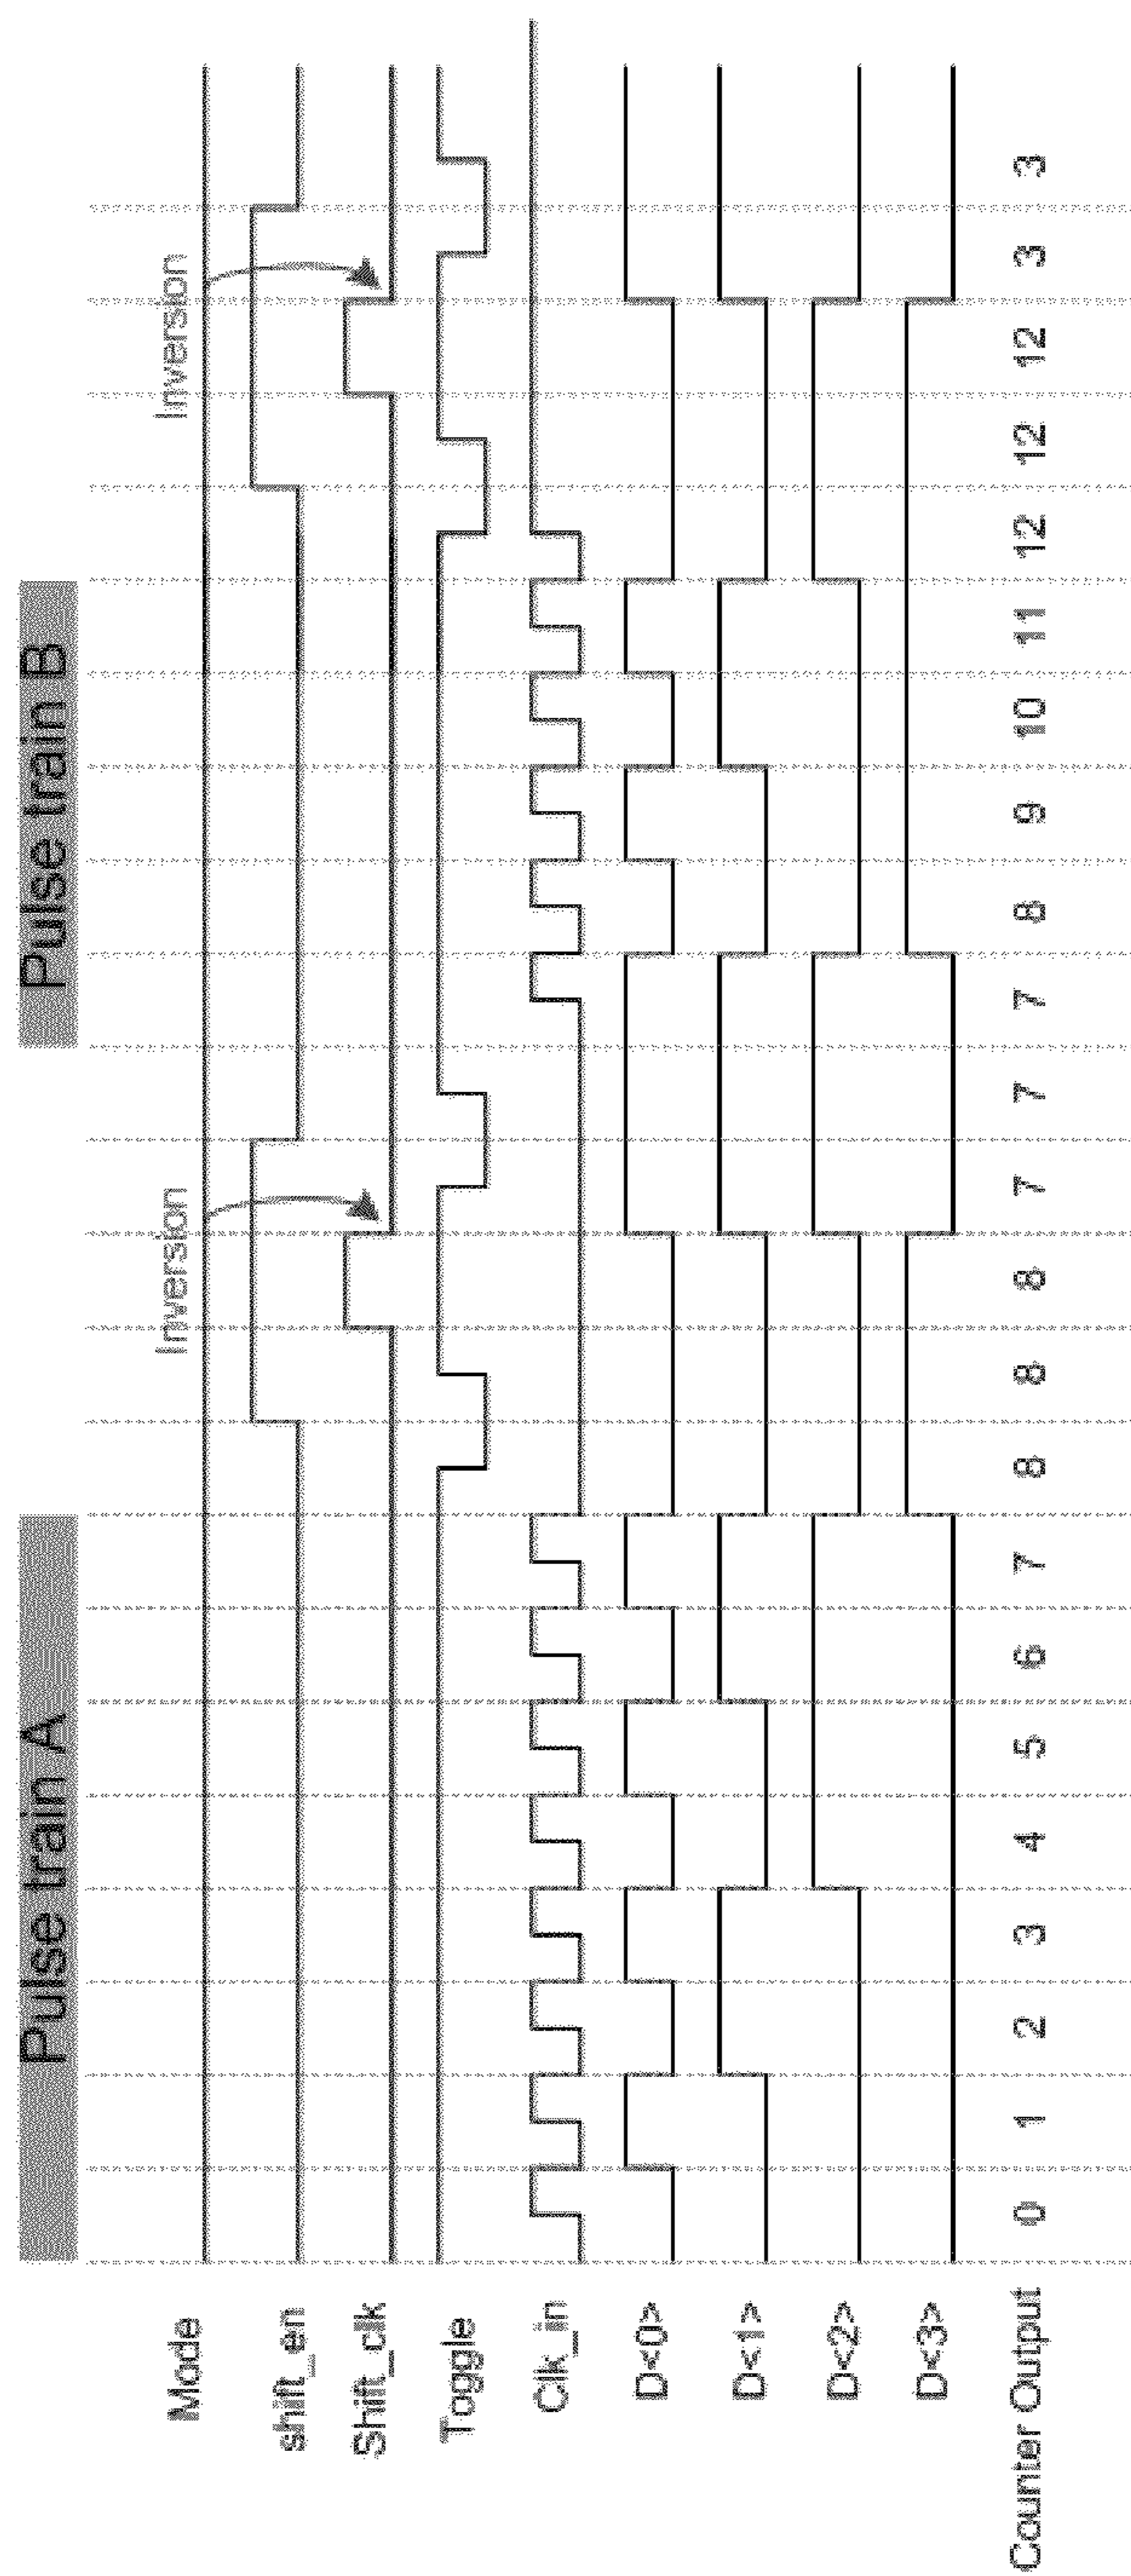 Pulse train A
Pulse train B
Inversion
Inversion
Mode
shift_en
Shift_clk
Toggle
Clk_in
D<0>
D<1>
D<2>
D<3>
Counter Output 0 1 2 3 4 5 6 7 8 8 8 7 7 7 8 9 10 11 12 12 12 3 3